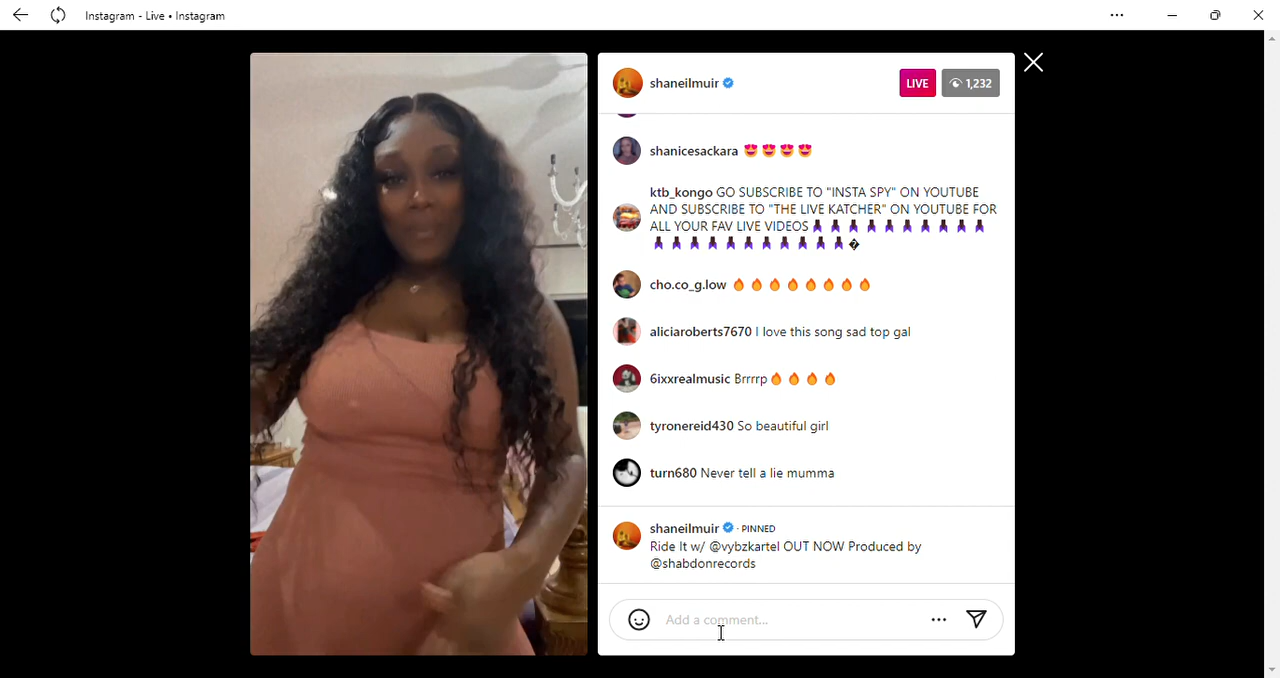 Instagram - Live • Instagram
shaneilmuir
LIVE
1,232
shanicesackara 😍 😍 😍 😍
ktb_kongo GO SUBSCRIBE TO "INSTA SPY" ON YOUTUBE
AND SUBSCRIBE TO "THE LIVE KATCHER" ON YOUTUBE FOR
ALL YOUR FAV LIVE VIDEOS
cho.co_g.low 🔥 🔥 🔥 🔥 🔥 🔥 🔥 🔥
aliciaroberts7670 I love this song sad top gal
6ixxrealmusic Brrrrp 🔥 🔥 🔥 🔥
tyronereid430 So beautiful girl
turn680 Never tell a lie mumma
shaneilmuir · PINNED
Ride It w/ @vybzkartel OUT NOW Produced by
@shabdonrecords
Add a comment...